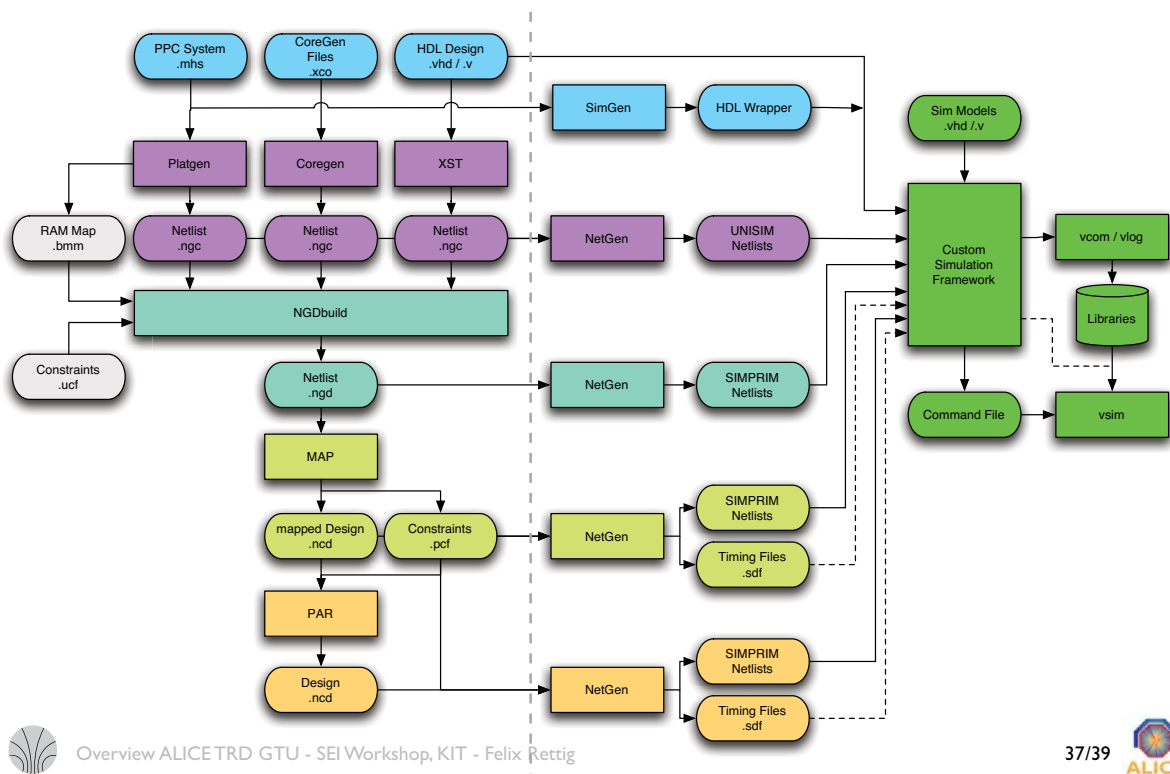 PPC System
.mhs
CoreGen
Files
.xco
HDL Design
.vhd / .v
SimGen
HDL Wrapper
Sim Models
.vhd /.v
Platgen
Coregen
XST
RAM Map
.bmm
Netlist
.ngc
Netlist
.ngc
Netlist
.ngc
NetGen
UNISIM
Netlists
Custom
Simulation
Framework
vcom / vlog
Libraries
NGDbuild
Constraints
.ucf
Netlist
.ngd
NetGen
SIMPRIM
Netlists
Command File
vsim
MAP
mapped Design
.ncd
Constraints
.pcf
NetGen
SIMPRIM
Netlists
Timing Files
.sdf
PAR
Design
.ncd
NetGen
SIMPRIM
Netlists
Timing Files
.sdf
Overview ALICE TRD GTU - SEI Workshop, KIT - Felix Rettig
37/39
ALICE